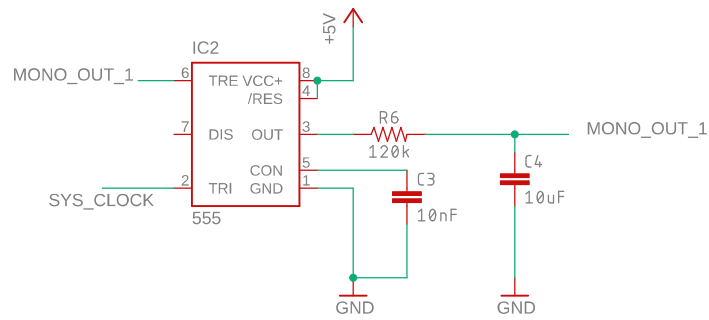 +5V
IC2
MONO_OUT_1
6
TRE
VCC+
8
/RES
4
7
DIS
OUT
3
R6
120k
MONO_OUT_1
CON
5
C3
10nF
C4
10uF
2
TRI
GND
1
SYS_CLOCK
555
GND
GND